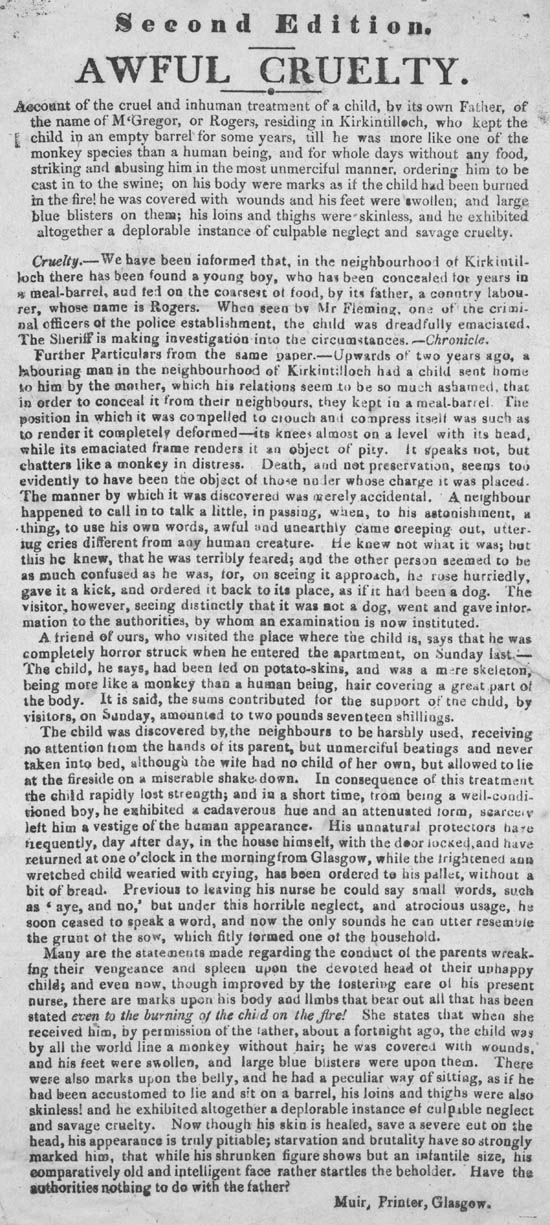 Second Edition.
AWFUL CRUELTY.
Account of the cruel and inhuman treatment of a child, by its own Father, of
the name of M'Gregor, or Rogers, residing in Kirkintilloch, who kept the
child in an empty barrel for some years, till he was more like one of the
monkey species than a human being, and for whole days without any food,
striking and abusing him in the most unmerciful manner, ordering him to be
cast in to the swine; on his body were marks as if the child had been burned
in the fire! he was covered with wounds and his feet were swollen, and large
blue blisters on them; his loins and thighs were skinless, and he exhibited
altogether a deplorable instance of culpable neglect and savage cruelty.
Cruelty.—We have been informed that, in the neighbourhood of Kirkintil-
loch there has been found a young boy, who has been concealed for years in
a meal-barrel, and fed on the coarsest of food, by its father, a conntry labou-
rer, whose name is Rogers. When seen by Mr Fleming, one of the crimi-
nal officers of the police establishment, the child was dreadfully emaciated.
The Sheriff is making investigation into the circumstances.—Chronicle.
Further Particulars from the same paper.—Upwards of two years ago, a
labouring man in the neighbourhood of Kirkintilloch had a child sent home
to him by the mother, which his relations seem to be so much ashamed, that
in order to conceal it from their neighbours, they kept in a meal-barrel. The
position in which it was compelled to crouch and compress itself was such as
to render it completely deformed—its knees almost on a level with its head,
while its emaciated frame renders it an object of pity. It speaks not, but
chatters like a monkey in distress. Death, and not preservation, seems too
evidently to have been the object of those under whose charge it was placed.
The manner by which it was discovered was merely accidental. A neighbour
happened to call in to talk a little, in passing, when, to his astonishment, a
thing, to use his own words, awful and unearthly came creeping out, utter-
ing cries different from any human creature. He knew not what it was; but
this he knew, that he was terribly feared; and the other person seemed to be
as much confused as he was, for, on sceing it approach, he rose hurriedly,
gave it a kick, and ordered it back to its place, as if it had been a dog. The
visitor, however, seeing distinctly that it was not a dog, went and gave infor-
mation to the authorities, by whom an examination is now instituted.
A friend of ours, who visited the place where the child is, says that he was
completely horror struck when he entered the apartment, on Sunday last.—
The child, he says, had been fed on potato-skins, and was a mere skeleton,
being more like a monkey than a human being, hair covering a great part of
the body. It is said, the sums contributed for the support of the child, by
visitors, on Sunday, amounted to two pounds seventeen shillings.
The child was discovered by, the neighbours to be harshly used, receiving
no attention from the hands of its parent, but unmerciful beatings and never
taken into bed, although the wife had no child of her own, but allowed to lie
at the fireside on a miserable shake-down. In consequence of this treatment
the child rapidly lost strength; and in a short time, from being a well-condi-
tioned boy, he exhibited a cadaverous hue and an attenuated form, scarcely
left him a vestige of the human appearance. His unnatural protectors have
frequently, day after day, in the house himself, with the door locked, and have
returned at one o'clock in the morning from Glasgow, while the frightened and
wretched child wearied with crying, has been ordered to his pallet, without a
bit of bread. Previous to leaving his nurse he could say small words, such
as ' aye, and no,' but under this horrible neglect, and atrocious usage, he
soon ceased to speak a word, and now the only sounds he can utter resemble
the grunt of the sow, which fitly formed one of the household.
Many are the statements made regarding the conduct of the parents wreak-
ing their vengeance and spleen upon the devoted head of their unhappy
child; and even now, though improved by the fostering care of his present
nurse, there are marks upon his body and limbs that bear out all that has been
stated even to the burning of the child on the fire! She states that when she
received him, by permission of the father, about a fortnight ago, the child was
by all the world line a monkey without hair; he was covered with wounds,
and his feet were swollen, and large blue blisters were upon them. There
were also marks upon the belly, and he had a peculiar way of sitting, as if he
had been accustomed to lie and sit on a barrel, his loins and thighs were also
skinless! and he exhibited altogether a deplorable instance of culpable neglect
and savage cruelty. Now though his skin is healed, save a severe cut on the
head, his appearance is truly pitiable; starvation and brutality have so strongly
marked him, that while his shrunken figure shows but an infantile size, his
comparatively old and intelligent face rather startles the beholder. Have the
authorities nothing to do with the father?
Muir, Printer, Glasgow.